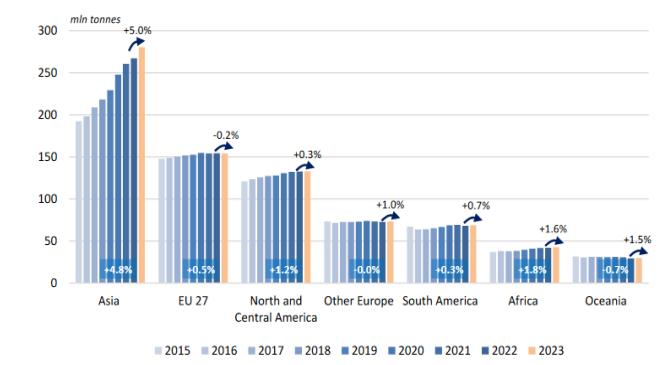 mln tonnes
300
250
200
150
100
50
0
+5.0%
-0.2%
+0.3%
+1.0%
+0.7%
+1.6%
+1.5%
+4.8%
+0.5%
+1.2%
-0.0%
+0.3%
+1.8%
-0.7%
Asia
EU 27
North and
Central America
Other Europe
South America
Africa
Oceania
2015 2016 2017 2018 2019 2020 2021 2022 2023